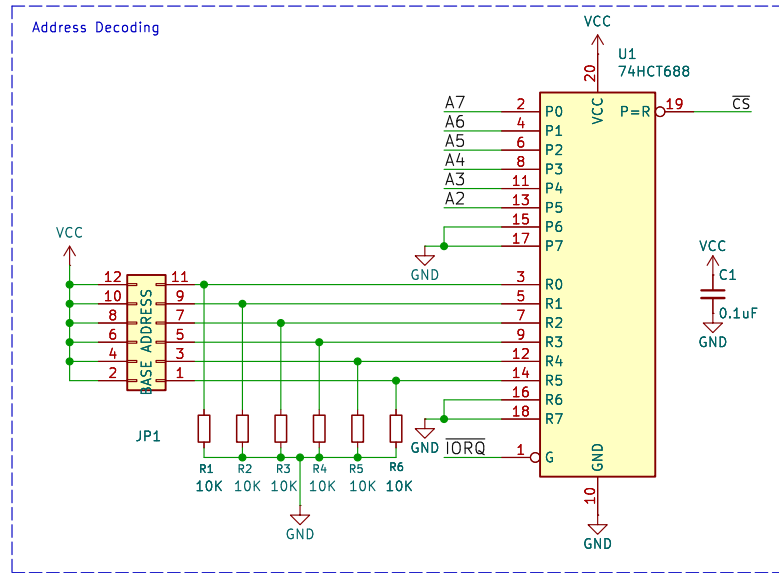 Address Decoding
VCC
U1
74HCT688
20
VCC
A7 2 P0 P=R 19 CS
A6 4 P1
A5 6 P2
A4 8 P3
A3 11 P4
A2 13 P5
15 P6
17 P7
GND
VCC
VCC
C1
0.1uF
GND
12 11 3 R0
10 9 5 R1
8 7 7 R2
6 5 9 R3
4 3 12 R4
2 1 14 R5
BASE ADDRESS
JP1
16 R6
18 R7
GND
IORQ 1 G
GND
10
GND
R1 R2 R3 R4 R5 R6
10K 10K 10K 10K 10K 10K
GND